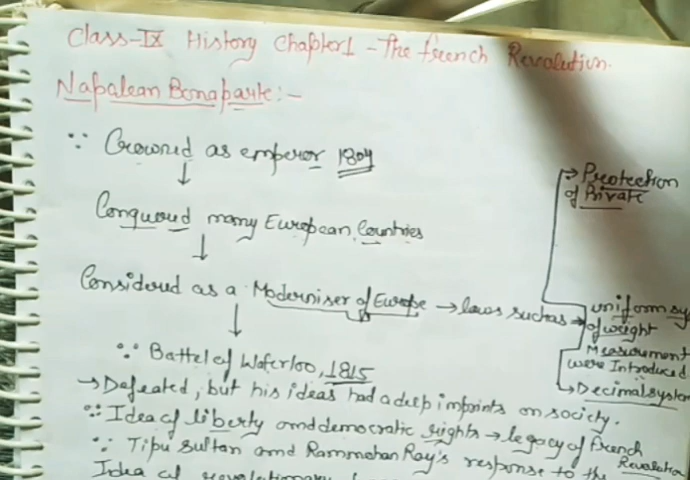 Class-IX History Chapter1 - The French Revolution.
Napalean Bonaparte:-
∵ Crowned as emperor 1804
↓
Conquered many European Countries
↓
Considered as a Moderniser of Europe → laws such as →
→ Protection
of Private
uniform sy
of weight
Measurement
were Introduced
→ Decimal system
↓
∵ Battel of Waterloo, 1815
→ Defeated, but his ideas had a deep imprints on society.
∵ Idea of liberty and democratic rights → legacy of French
Revolution
∵ Tipu Sultan and Rammohan Roy's response to the
Idea of revolutionary